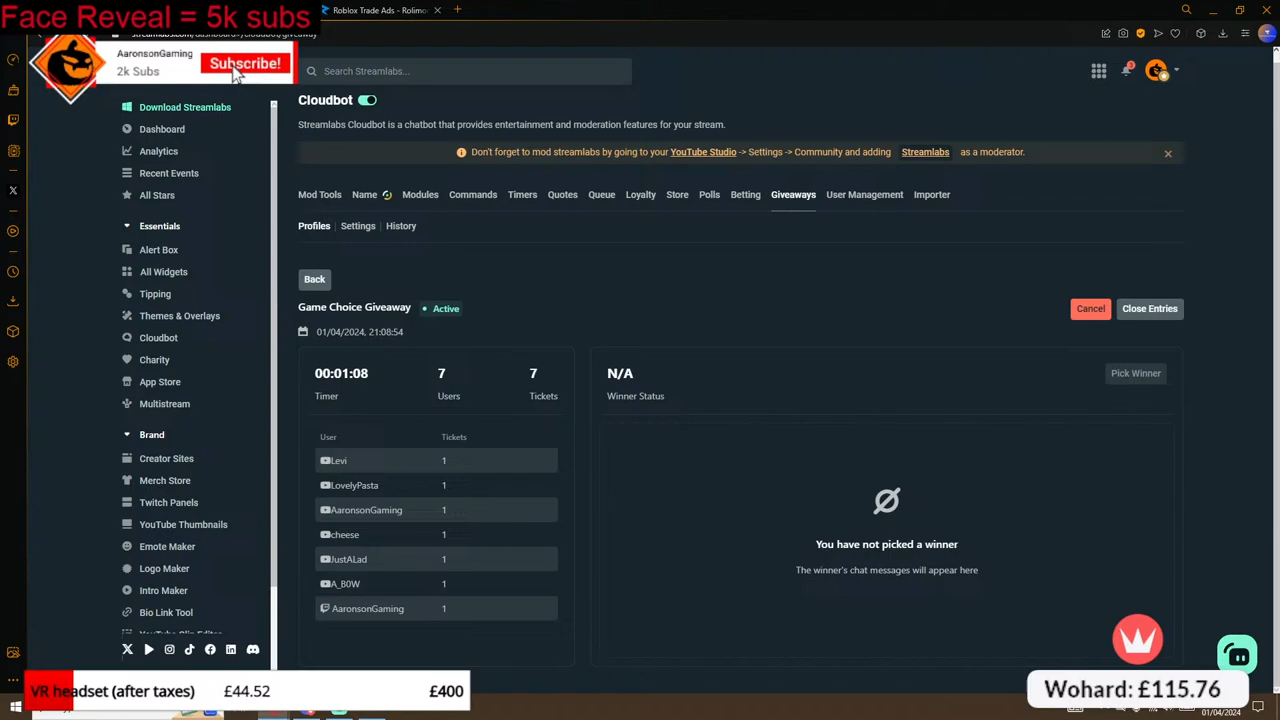 Face Reveal = 5k subs
Roblox Trade Ads - Rolimo
AaronsonGaming
2k Subs
Subscribe!
Search Streamlabs...
3
Download Streamlabs
Dashboard
Analytics
Recent Events
All Stars
Essentials
Alert Box
All Widgets
Tipping
Themes & Overlays
Cloudbot
Charity
App Store
Multistream
Brand
Creator Sites
Merch Store
Twitch Panels
YouTube Thumbnails
Emote Maker
Logo Maker
Intro Maker
Bio Link Tool
Cloudbot
Streamlabs Cloudbot is a chatbot that provides entertainment and moderation features for your stream.
Don't forget to mod streamlabs by going to your YouTube Studio -> Settings -> Community and adding Streamlabs as a moderator.
Mod Tools Name Modules Commands Timers Quotes Queue Loyalty Store Polls Betting Giveaways User Management Importer
Profiles Settings History
Back
Game Choice Giveaway Active
Cancel Close Entries
01/04/2024, 21:08:54
00:01:08 7 7
Timer Users Tickets
User Tickets
Levi 1
LovelyPasta 1
AaronsonGaming 1
cheese 1
JustALad 1
A_B0W 1
AaronsonGaming 1
N/A
Winner Status
Pick Winner
You have not picked a winner
The winner's chat messages will appear here
VR headset (after taxes) £44.52 £400
Wohard: £115.76
01/04/2024